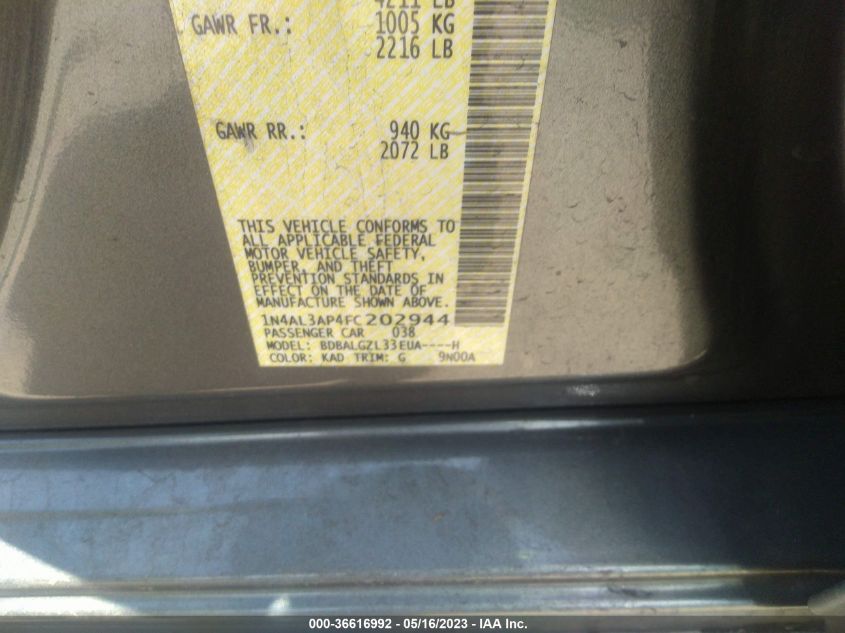 4211 LB
GAWR FR.: 1005 KG
2216 LB
GAWR RR.: 940 KG
2072 LB
THIS VEHICLE CONFORMS TO
ALL APPLICABLE FEDERAL
MOTOR VEHICLE SAFETY,
BUMPER, AND THEFT
PREVENTION STANDARDS IN
EFFECT ON THE DATE OF
MANUFACTURE SHOWN ABOVE.
1N4AL3AP4FC202944
PASSENGER CAR 038
MODEL: BDBALGZL33EUA----H
COLOR: KAD TRIM: G 9N00A
000-36616992 - 05/16/2023 - IAA Inc.